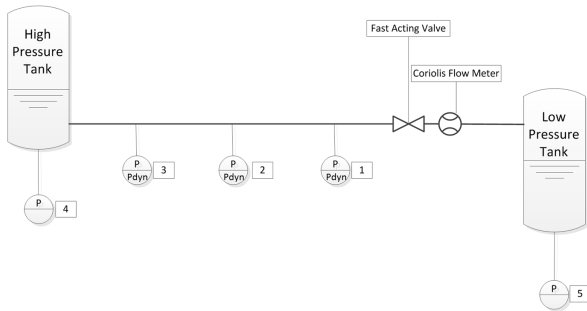 High
Pressure
Tank
Fast Acting Valve
Coriolis Flow Meter
Low
Pressure
Tank
P
Pdyn
3
P
Pdyn
2
P
Pdyn
1
P
4
P
5